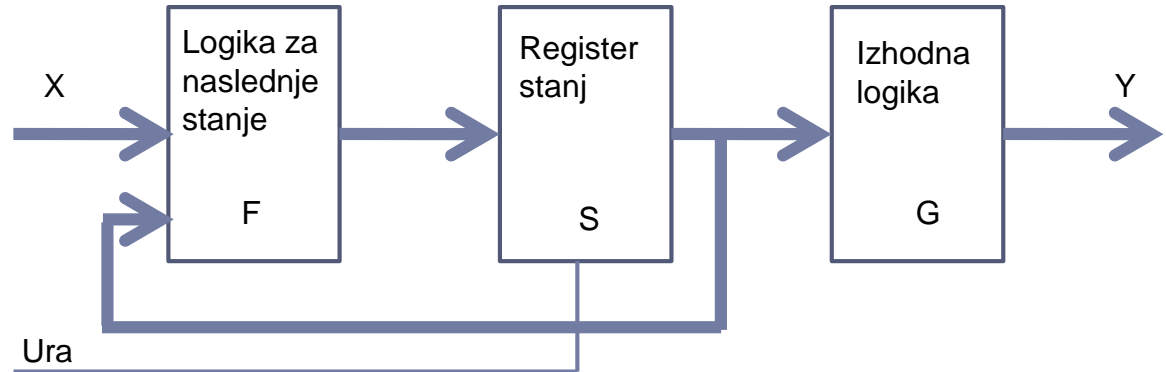 X
Logika za
naslednje
stanje
F
Register
stanj
S
Izhodna
logika
G
Y
Ura